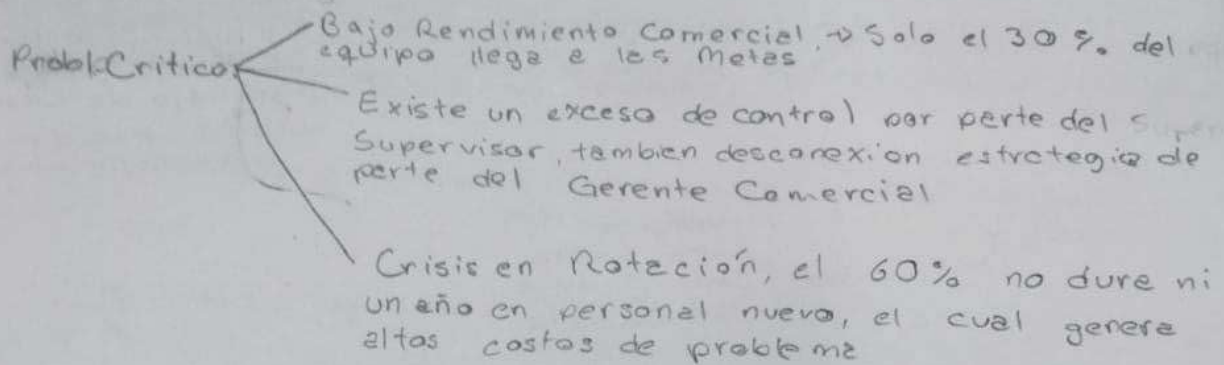 Bajo Rendimiento Comercial → Solo el 30% del
equipo llega a las Metas
Probl. Criticos
Existe un exceso de control por parte del
Supervisor, tambien desconexion estrategia de
parte del Gerente Comercial
Crisis en Rotación, el 60% no dura ni
un año en personal nuevo, el cual genera
altos costos de problema